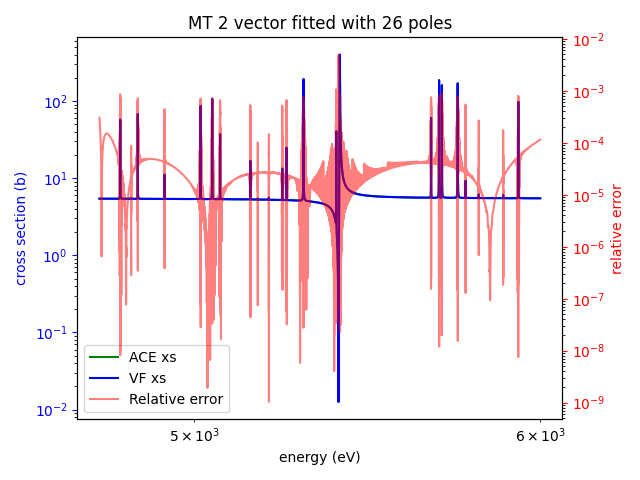 MT 2 vector fitted with 26 poles
cross section (b)
10²
10¹
10⁰
10⁻¹
10⁻²
10⁻²
10⁻³
10⁻⁴
10⁻⁵
10⁻⁶
10⁻⁷
10⁻⁸
10⁻⁹
relative error
ACE xs
VF xs
Relative error
5 × 10³
6 × 10³
energy (eV)